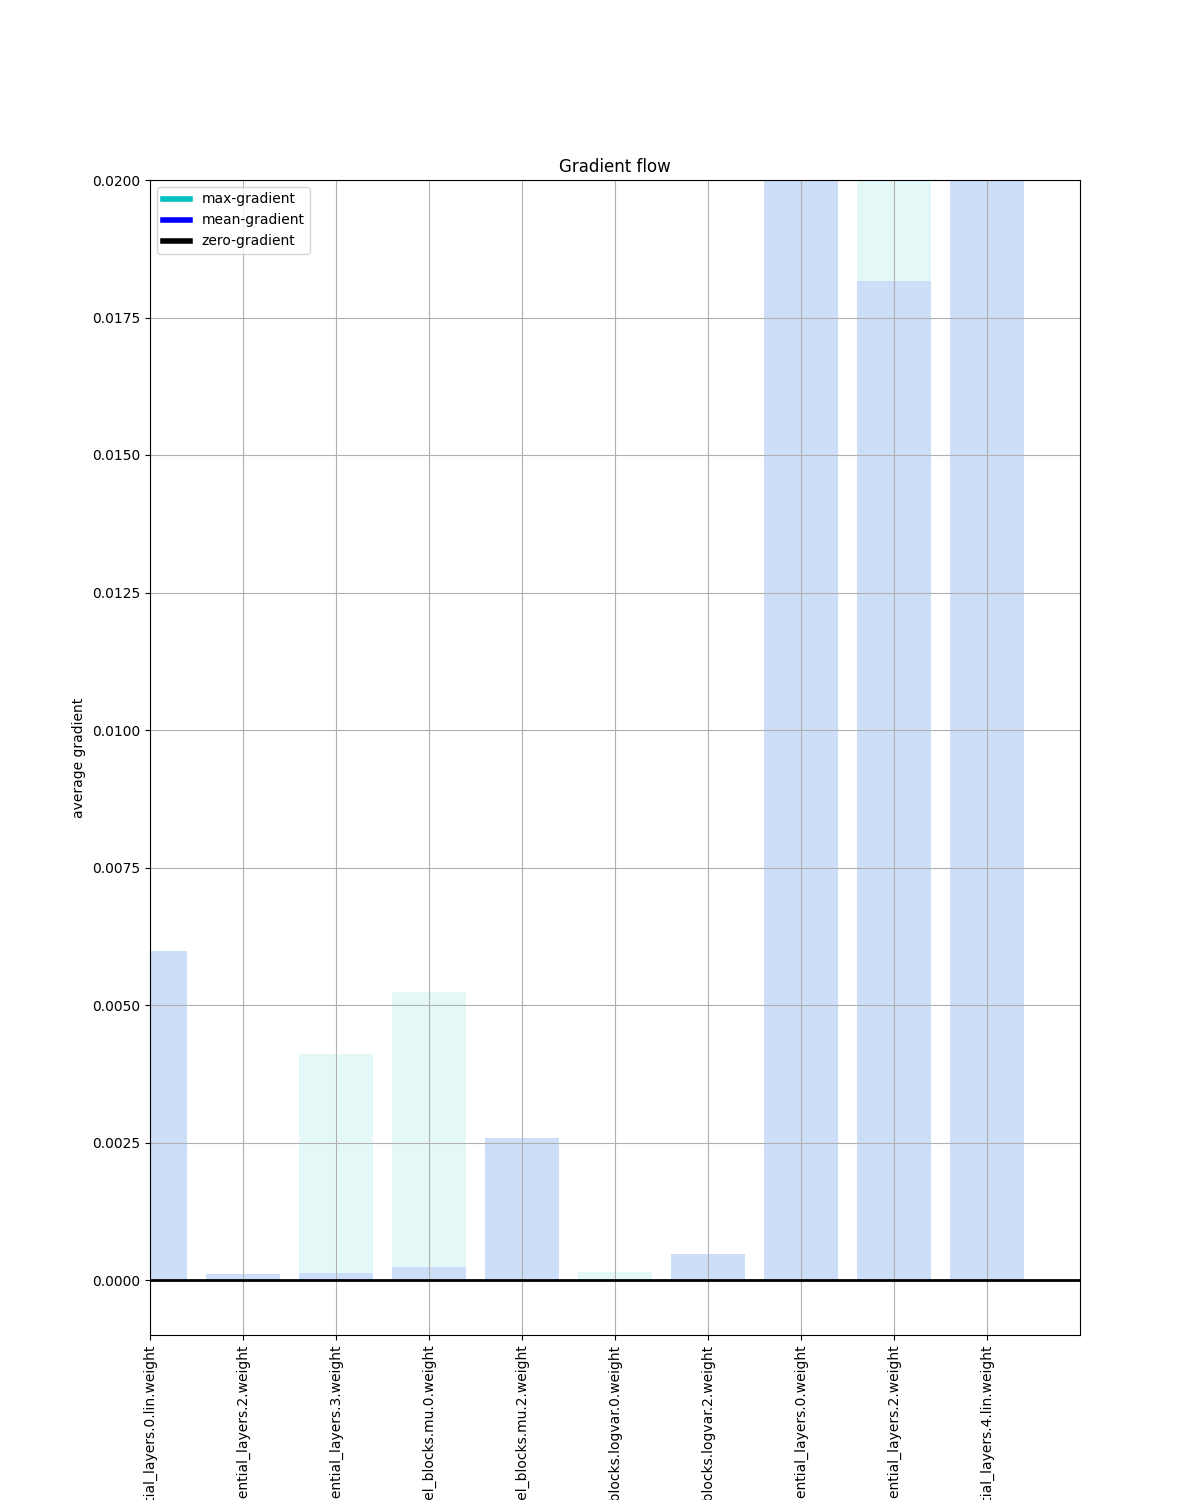 Gradient flow
max-gradient
mean-gradient
zero-gradient
0.0200
0.0175
0.0150
0.0125
0.0100
0.0075
0.0050
0.0025
0.0000
average gradient
tial_layers.0.lin.weight
ential_layers.2.weight
ential_layers.3.weight
el_blocks.mu.0.weight
el_blocks.mu.2.weight
blocks.logvar.0.weight
blocks.logvar.2.weight
ential_layers.0.weight
ential_layers.2.weight
tial_layers.4.lin.weight